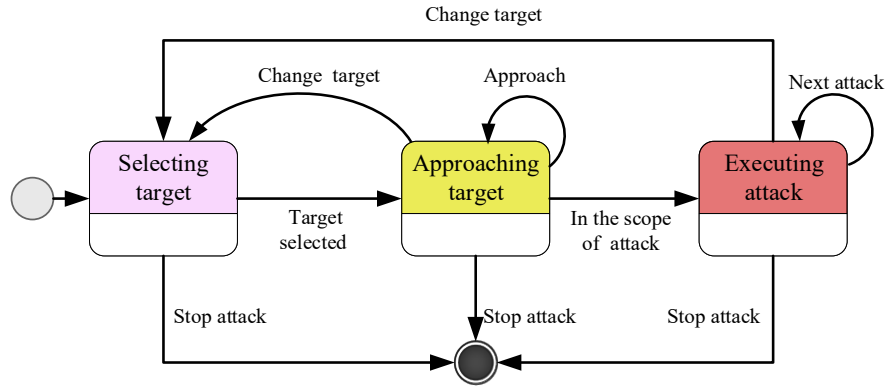 Change target
Change target
Approach
Next attack
Selecting
target
Approaching
target
Executing
attack
Target
selected
In the scope
of attack
Stop attack
Stop attack
Stop attack